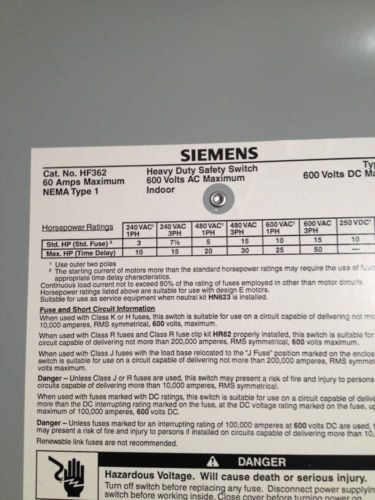 SIEMENS
Cat. No. HF362 Heavy Duty Safety Switch
60 Amps Maximum 600 Volts AC Maximum 600 Volts DC Ma
NEMA Type 1 Indoor
Horsepower Ratings 240 VAC¹ 1PH 240 VAC 3PH 480 VAC¹ 1PH 480 VAC 3PH 600 VAC¹ 1PH 600 VAC 3PH 250 VDC¹
Std. HP (Std. Fuse) ² 3 7½ 5 15 10 15 10
Max. HP (Time Delay) 10 15 20 30 25 50 —
¹ Use outer two poles
² The starting current of motors more than the standard horsepower ratings may require the use of fuses
appropriate time delay characteristics.
Continuous load current not to exceed 80% of the rating of fuses employed in other than motor circuits
Horsepower ratings listed above are suitable for use with design E motors.
Suitable for use as service equipment when neutral kit HN623 is installed.
Fuse and Short Circuit Information
When used with Class K or H fuses, this switch is suitable for use on a circuit capable of delivering not mo
10,000 amperes, RMS symmetrical, 600 volts, maximum.
When used with Class R fuses and Class R fuse clip kit HR62 properly installed, this switch is suitable for
circuit capable of delivering not more than 200,000 amperes, RMS symmetrical, 600 volts maximum.
When used with Class J fuses with the load base relocated to the "J Fuse" position marked on the enclos
switch is suitable for use on a circuit capable of delivering not more than 200,000 amperes, RMS symmet
volts maximum.
Danger – Unless Class J or R fuses are used, this switch may present a risk of fire and injury to persons
circuits capable of delivering more than 10,000 amperes, RMS symmetrical.
When used with fuses marked with DC ratings, this switch is suitable for use on a circuit capable of delive
more than the DC interrupting rating marked on the fuse, at the DC voltage rating marked on the fuse, up
maximum of 100,000 amperes, 600 volts DC.
Danger – Unless fuses marked for an interrupting rating of 100,000 amperes at 600 volts DC are used, t
may present a risk of fire and injury to persons if installed on circuits capable of delivering more than 10,
Renewable link fuses are not recommended.
DANGER
Hazardous Voltage. Will cause death or serious injury.
Turn off switch before replacing any fuse. Disconnect power supplying
switch before working inside. Close door before turning power on